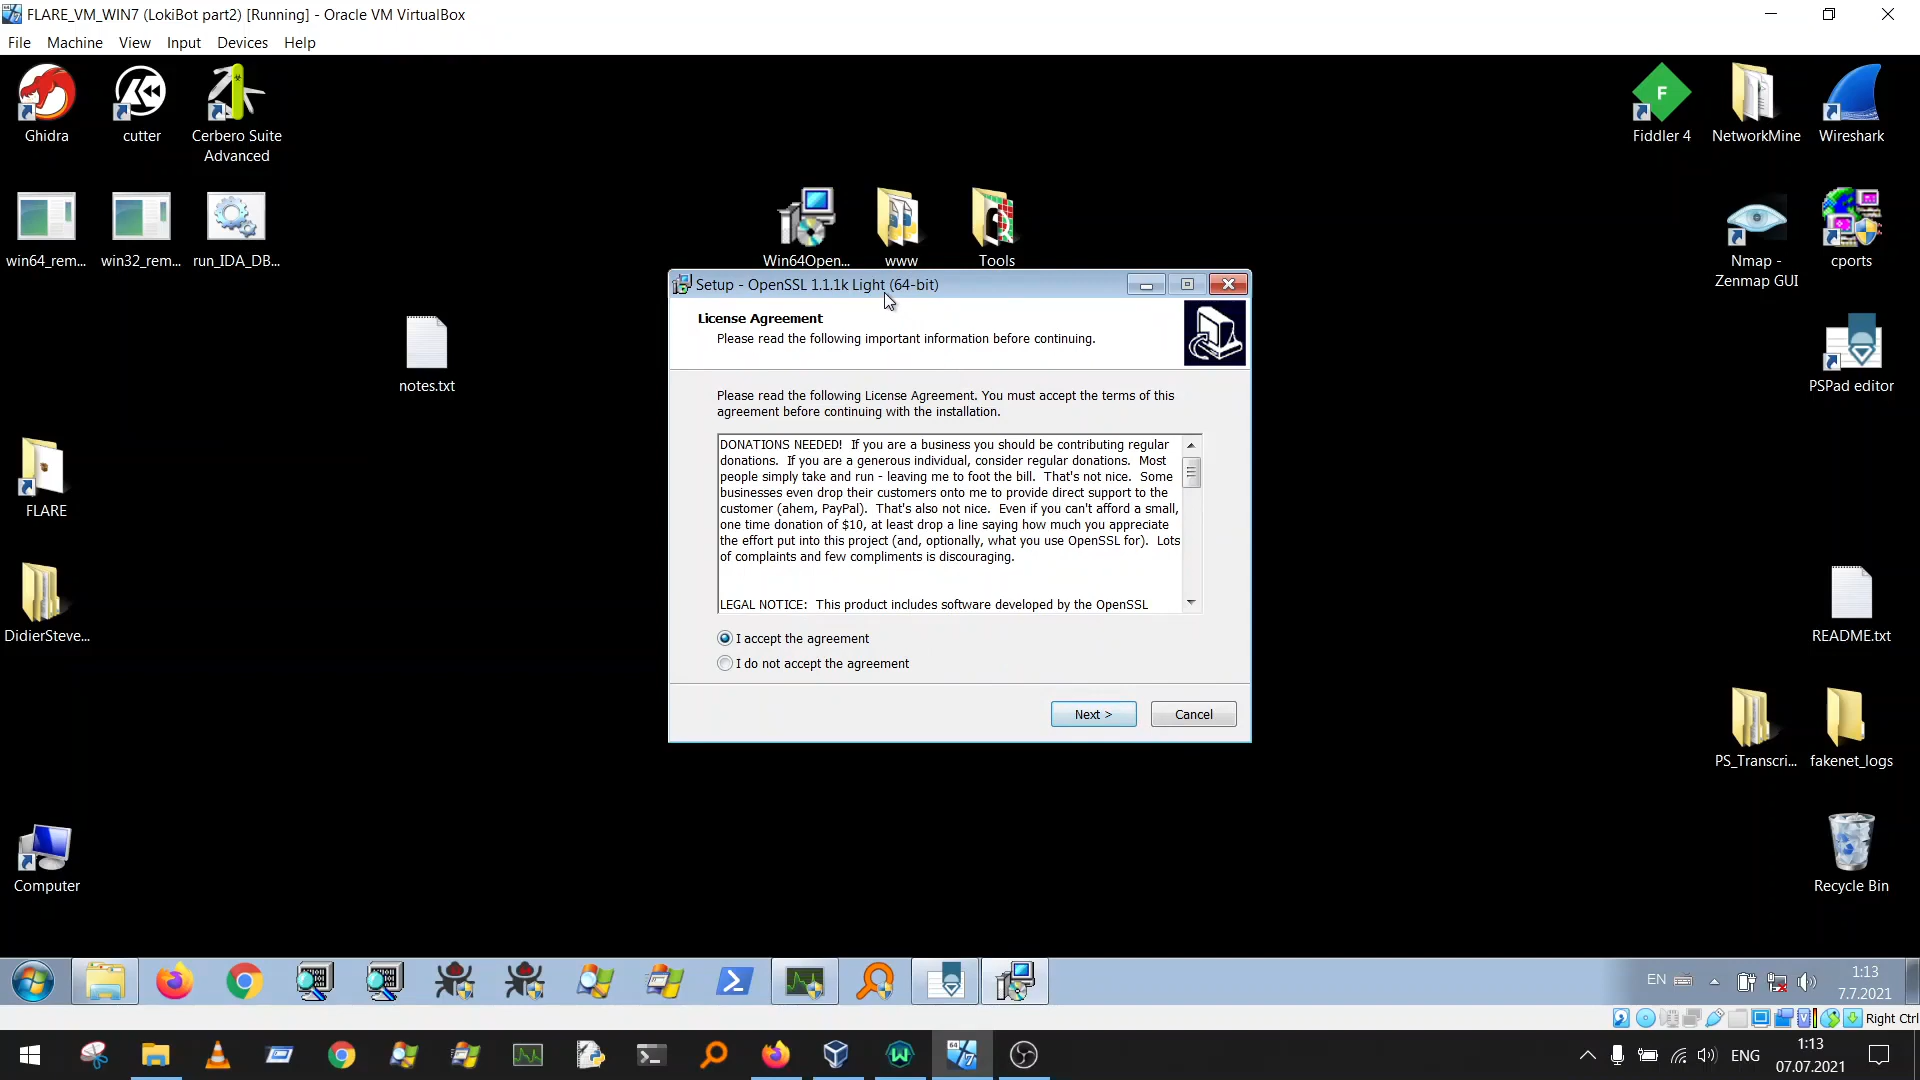 FLARE_VM_WIN7 (LokiBot part2) [Running] - Oracle VM VirtualBox
File Machine View Input Devices Help
Ghidra
cutter
Cerbero Suite
Advanced
Fiddler 4
NetworkMine
Wireshark
win64_rem...
win32_rem...
run_IDA_DB...
Win64Open...
www
Tools
Nmap -
Zenmap GUI
cports
Setup - OpenSSL 1.1.1k Light (64-bit)
License Agreement
Please read the following important information before continuing.
Please read the following License Agreement. You must accept the terms of this
agreement before continuing with the installation.
DONATIONS NEEDED! If you are a business you should be contributing regular
donations. If you are a generous individual, consider regular donations. Most
people simply take and run - leaving me to foot the bill. That's not nice. Some
businesses even drop their customers onto me to provide direct support to the
customer (ahem, PayPal). That's also not nice. Even if you can't afford a small,
one time donation of $10, at least drop a line saying how much you appreciate
the effort put into this project (and, optionally, what you use OpenSSL for). Lots
of complaints and few compliments is discouraging.
LEGAL NOTICE: This product includes software developed by the OpenSSL
I accept the agreement
I do not accept the agreement
Next >
Cancel
notes.txt
PSPad editor
FLARE
DidierSteve...
README.txt
PS_Transcri...
fakenet_logs
Computer
Recycle Bin
EN
1:13
7.7.2021
Right Ctrl
ENG
1:13
07.07.2021